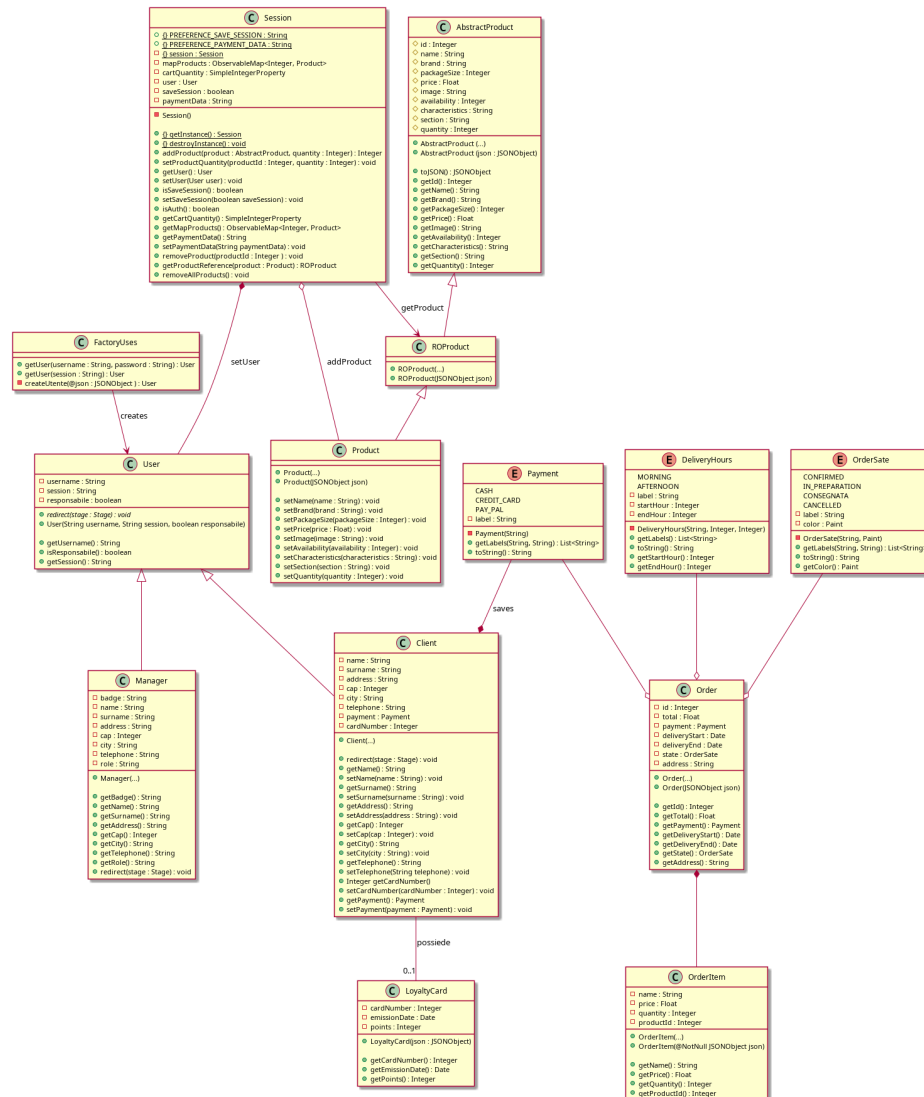 Session
{} PREFERENCE_SAVE_SESSION : String
{} PREFERENCE_PAYMENT_DATA : String
{} session : Session
mapProducts : ObservableMap<Integer, Product>
cartQuantity : SimpleIntegerProperty
user : User
saveSession : boolean
paymentData : String
Session()
{} getInstance() : Session
{} destroyInstance() : void
addProduct(product : AbstractProduct, quantity : Integer) : Integer
setProductQuantity(productId : Integer, quantity : Integer) : void
getUser() : User
setUser(User user) : void
isSaveSession() : boolean
setSaveSession(boolean saveSession) : void
isAuth() : boolean
getCartQuantity() : SimpleIntegerProperty
getMapProducts() : ObservableMap<Integer, Product>
getPaymentData() : String
setPaymentData(String paymentData) : void
removeProduct(productId : Integer ) : void
getProductReference(product : Product) : ROProduct
removeAllProducts() : void
AbstractProduct
id : Integer
name : String
brand : String
packageSize : Integer
price : Float
image : String
availability : Integer
characteristics : String
section : String
quantity : Integer
AbstractProduct (...)
AbstractProduct (json : JSONObject)
toJSON() : JSONObject
getId() : Integer
getName() : String
getBrand() : String
getPackageSize() : Integer
getPrice() : Float
getImage() : String
getAvailability() : Integer
getCharacteristics() : String
getSection() : String
getQuantity() : Integer
getProduct
FactoryUses
getUser(username : String, password : String) : User
getUser(session : String) : User
createUtente(@json : JSONObject ) : User
setUser
addProduct
ROProduct
ROProduct(...)
ROProduct(JSONObject json)
creates
User
username : String
session : String
responsabile : boolean
redirect(stage : Stage) : void
User(String username, String session, boolean responsabile)
getUsername() : String
isResponsabile() : boolean
getSession() : String
Product
Product(...)
Product(JSONObject json)
setName(name : String) : void
setBrand(brand : String) : void
setPackageSize(packageSize : Integer) : void
setPrice(price : Float) : void
setImage(image : String) : void
setAvailability(availability : Integer) : void
setCharacteristics(characteristics : String) : void
setSection(section : String) : void
setQuantity(quantity : Integer) : void
Payment
CASH
CREDIT_CARD
PAY_PAL
label : String
Payment(String)
getLabels(String, String) : List<String>
toString() : String
DeliveryHours
MORNING
AFTERNOON
label : String
startHour : Integer
endHour : Integer
DeliveryHours(String, Integer, Integer)
getLabels() : List<String>
toString() : String
getStartHour() : Integer
getEndHour() : Integer
OrderSate
CONFIRMED
IN_PREPARATION
CONSEGNATA
CANCELLED
label : String
color : Paint
OrderSate(String, Paint)
getLabels(String, String) : List<String>
toString() : String
getColor() : Paint
saves
Manager
badge : String
name : String
surname : String
address : String
cap : Integer
city : String
telephone : String
role : String
Manager(...)
getBadge() : String
getName() : String
getSurname() : String
getAddress() : String
getCap() : Integer
getCity() : String
getTelephone() : String
getRole() : String
redirect(stage : Stage) : void
Client
name : String
surname : String
address : String
cap : Integer
city : String
telephone : String
payment : Payment
cardNumber : Integer
Client(...)
redirect(stage : Stage) : void
getName() : String
setName(name : String) : void
getSurname() : String
setSurname(surname : String) : void
getAddress() : String
setAddress(address : String) : void
getCap() : Integer
setCap(cap : Integer) : void
getCity() : String
setCity(city : String) : void
getTelephone() : String
setTelephone(String telephone) : void
Integer getCardNumber()
setCardNumber(cardNumber : Integer) : void
getPayment() : Payment
setPayment(payment : Payment) : void
Order
id : Integer
total : Float
payment : Payment
deliveryStart : Date
deliveryEnd : Date
state : OrderSate
address : String
Order(...)
Order(JSONObject json)
getId() : Integer
getTotal() : Float
getPayment() : Payment
getDeliveryStart() : Date
getDeliveryEnd() : Date
getState() : OrderSate
getAddress() : String
possiede
0..1
LoyaltyCard
cardNumber : Integer
emissionDate : Date
points : Integer
LoyaltyCard(json : JSONObject)
getCardNumber() : Integer
getEmissionDate() : Date
getPoints() : Integer
OrderItem
name : String
price : Float
quantity : Integer
productId : Integer
OrderItem(...)
OrderItem(@NotNull JSONObject json)
getName() : String
getPrice() : Float
getQuantity() : Integer
getProductId() : Integer